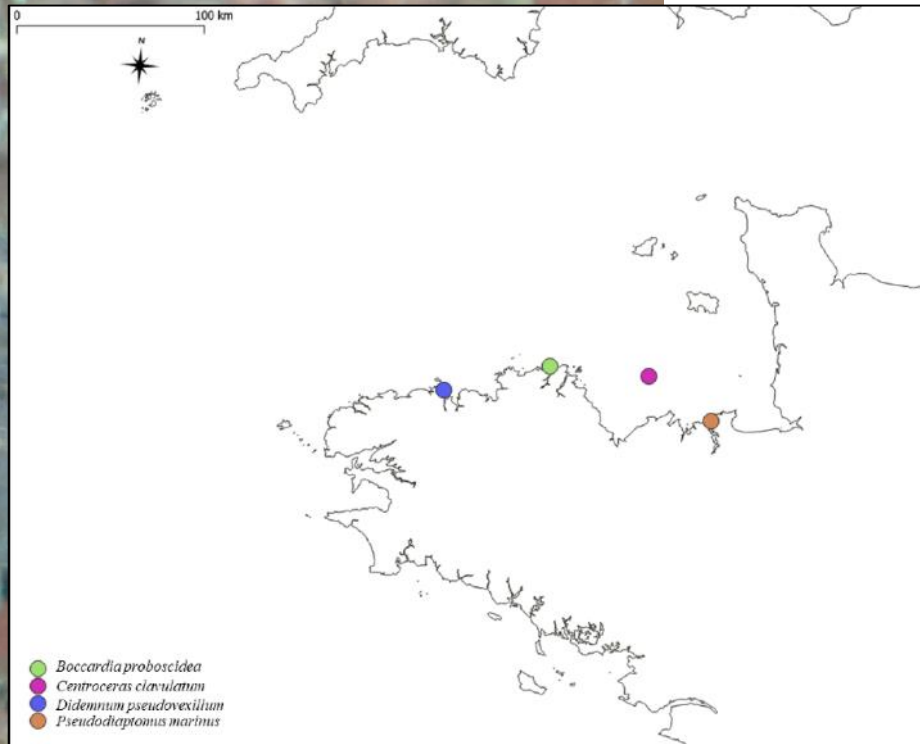 0 100 km
N
Boccardia proboscidea
Centroceras clavulatum
Didemnum pseudovexillum
Pseudodiaptomus marinus